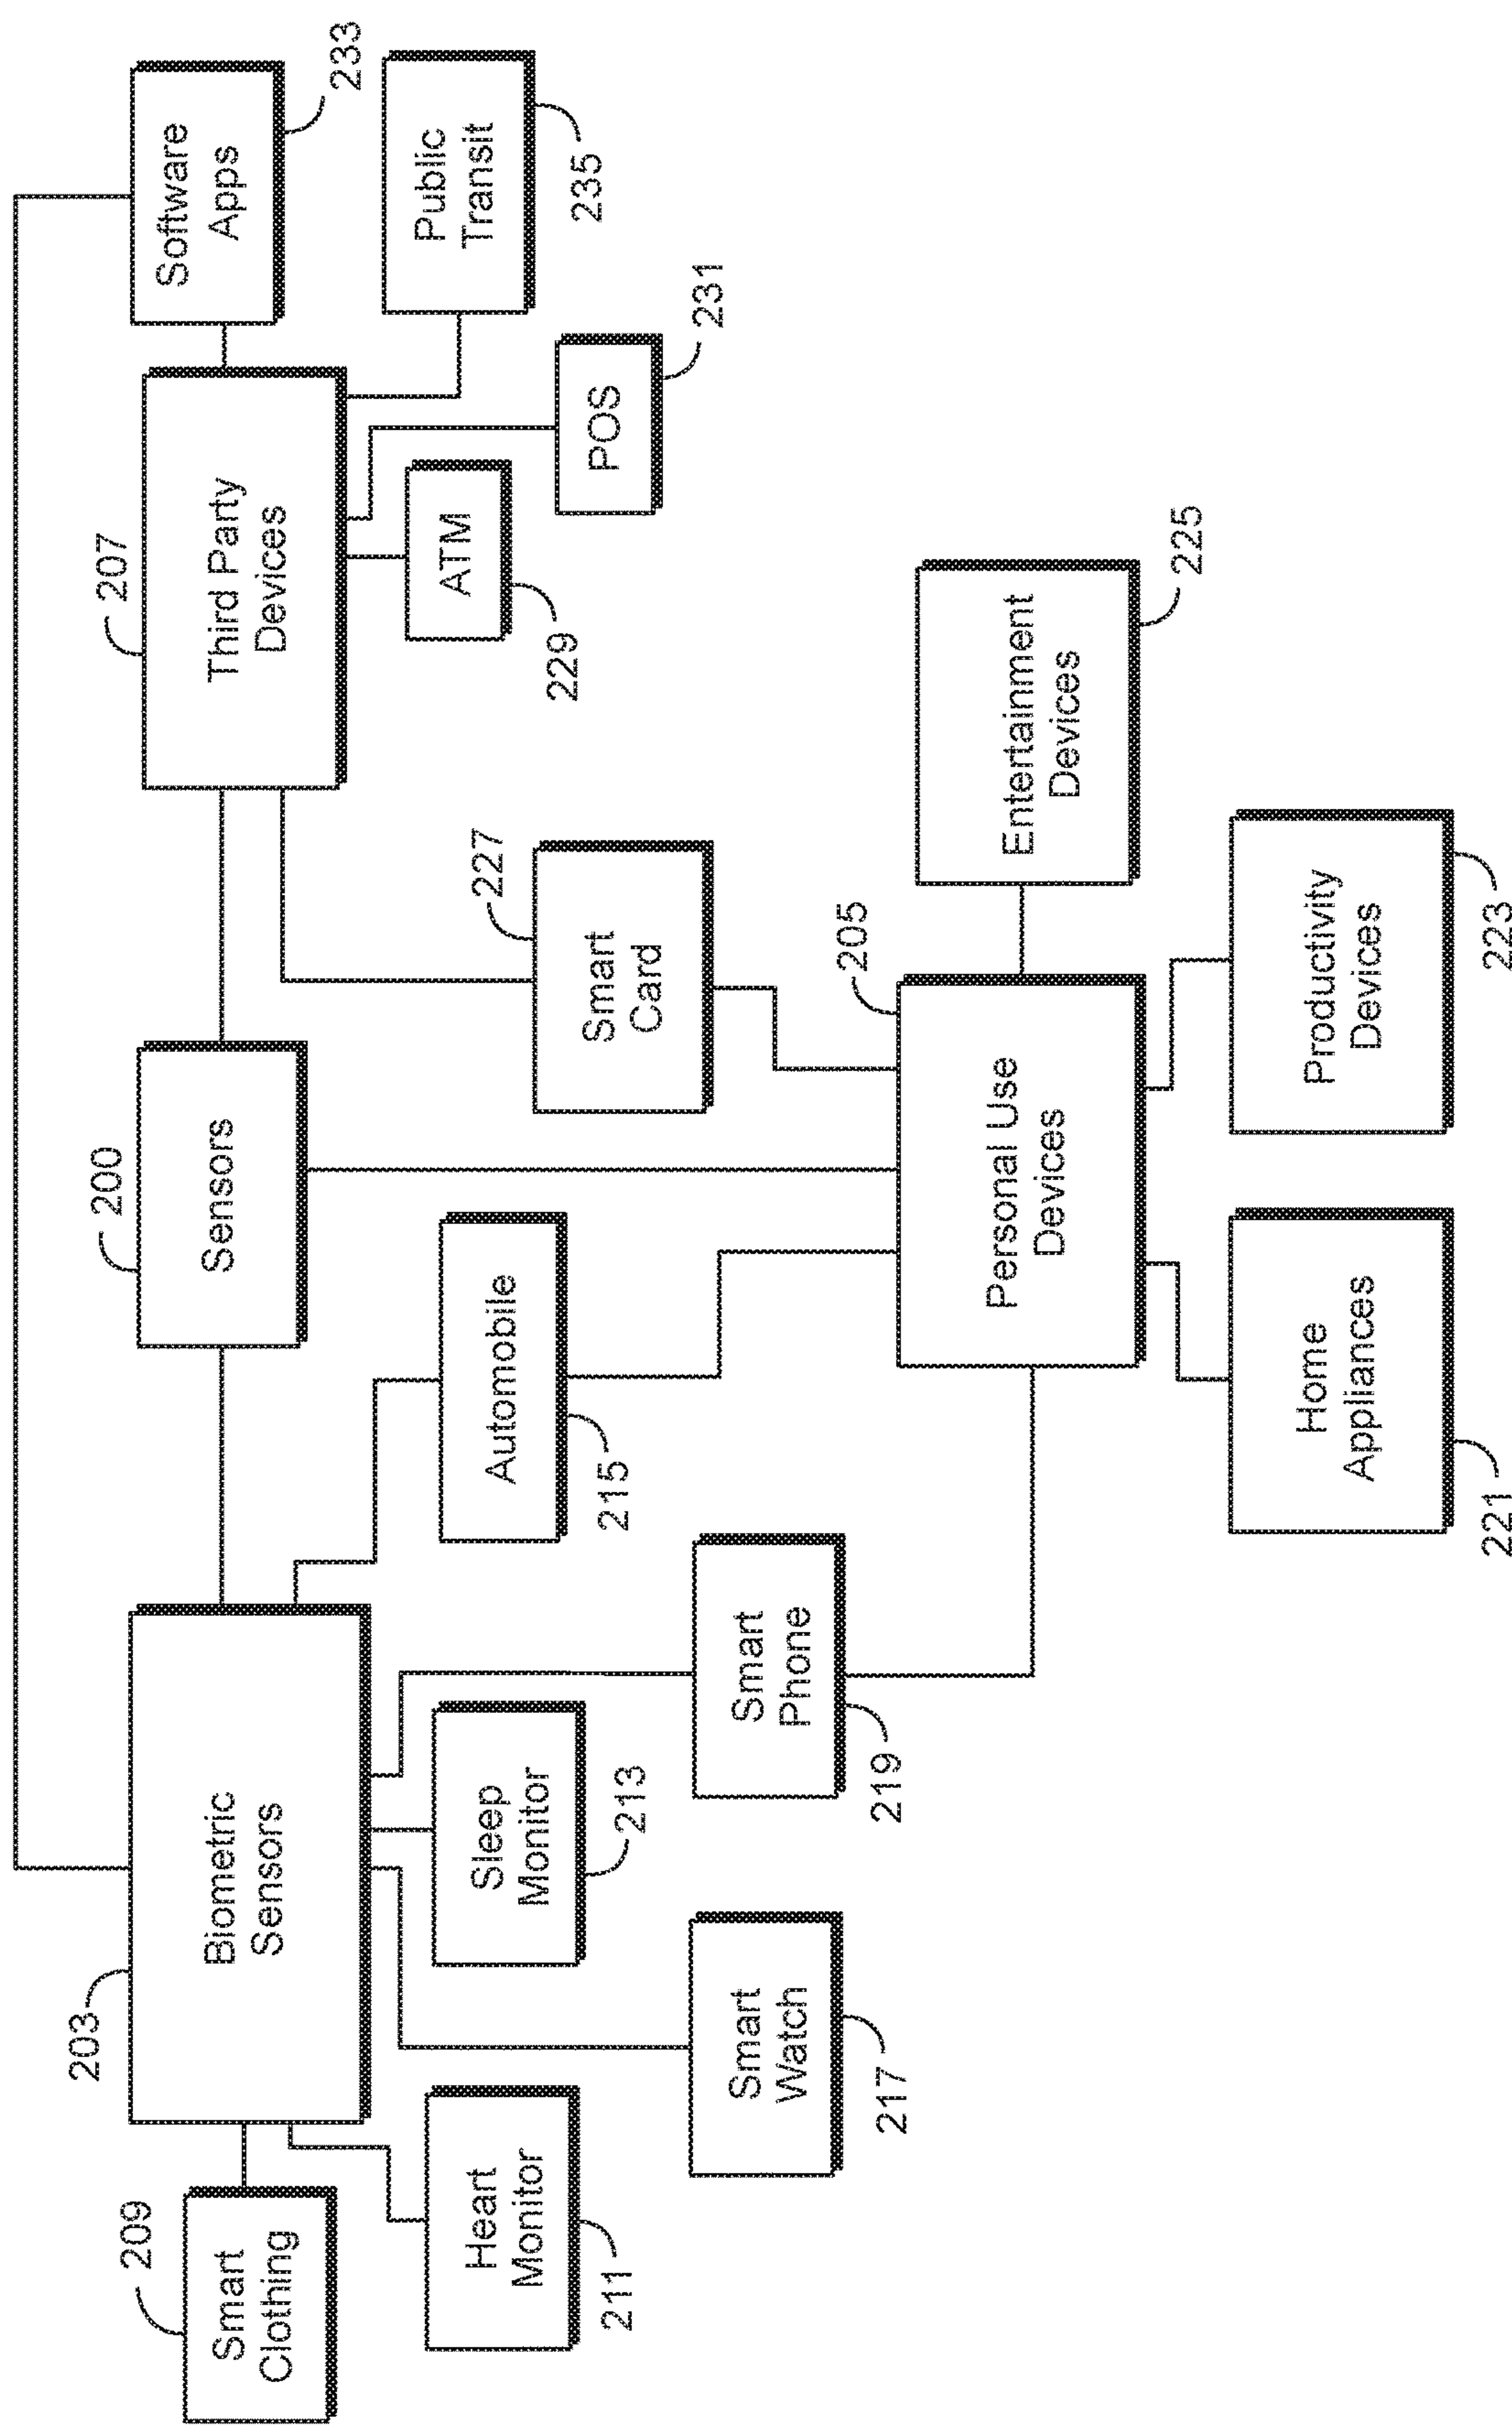 209
Smart
Clothing
203
Biometric
Sensors
200
Sensors
207
Third Party
Devices
Software
Apps
233
Heart
Monitor
211
Sleep
Monitor
213
Automobile
215
ATM
229
Public
Transit
235
POS
231
Smart
Watch
217
Smart
Phone
219
227
Smart
Card
205
Personal Use
Devices
Entertainment
Devices
225
Home
Appliances
221
Productivity
Devices
223